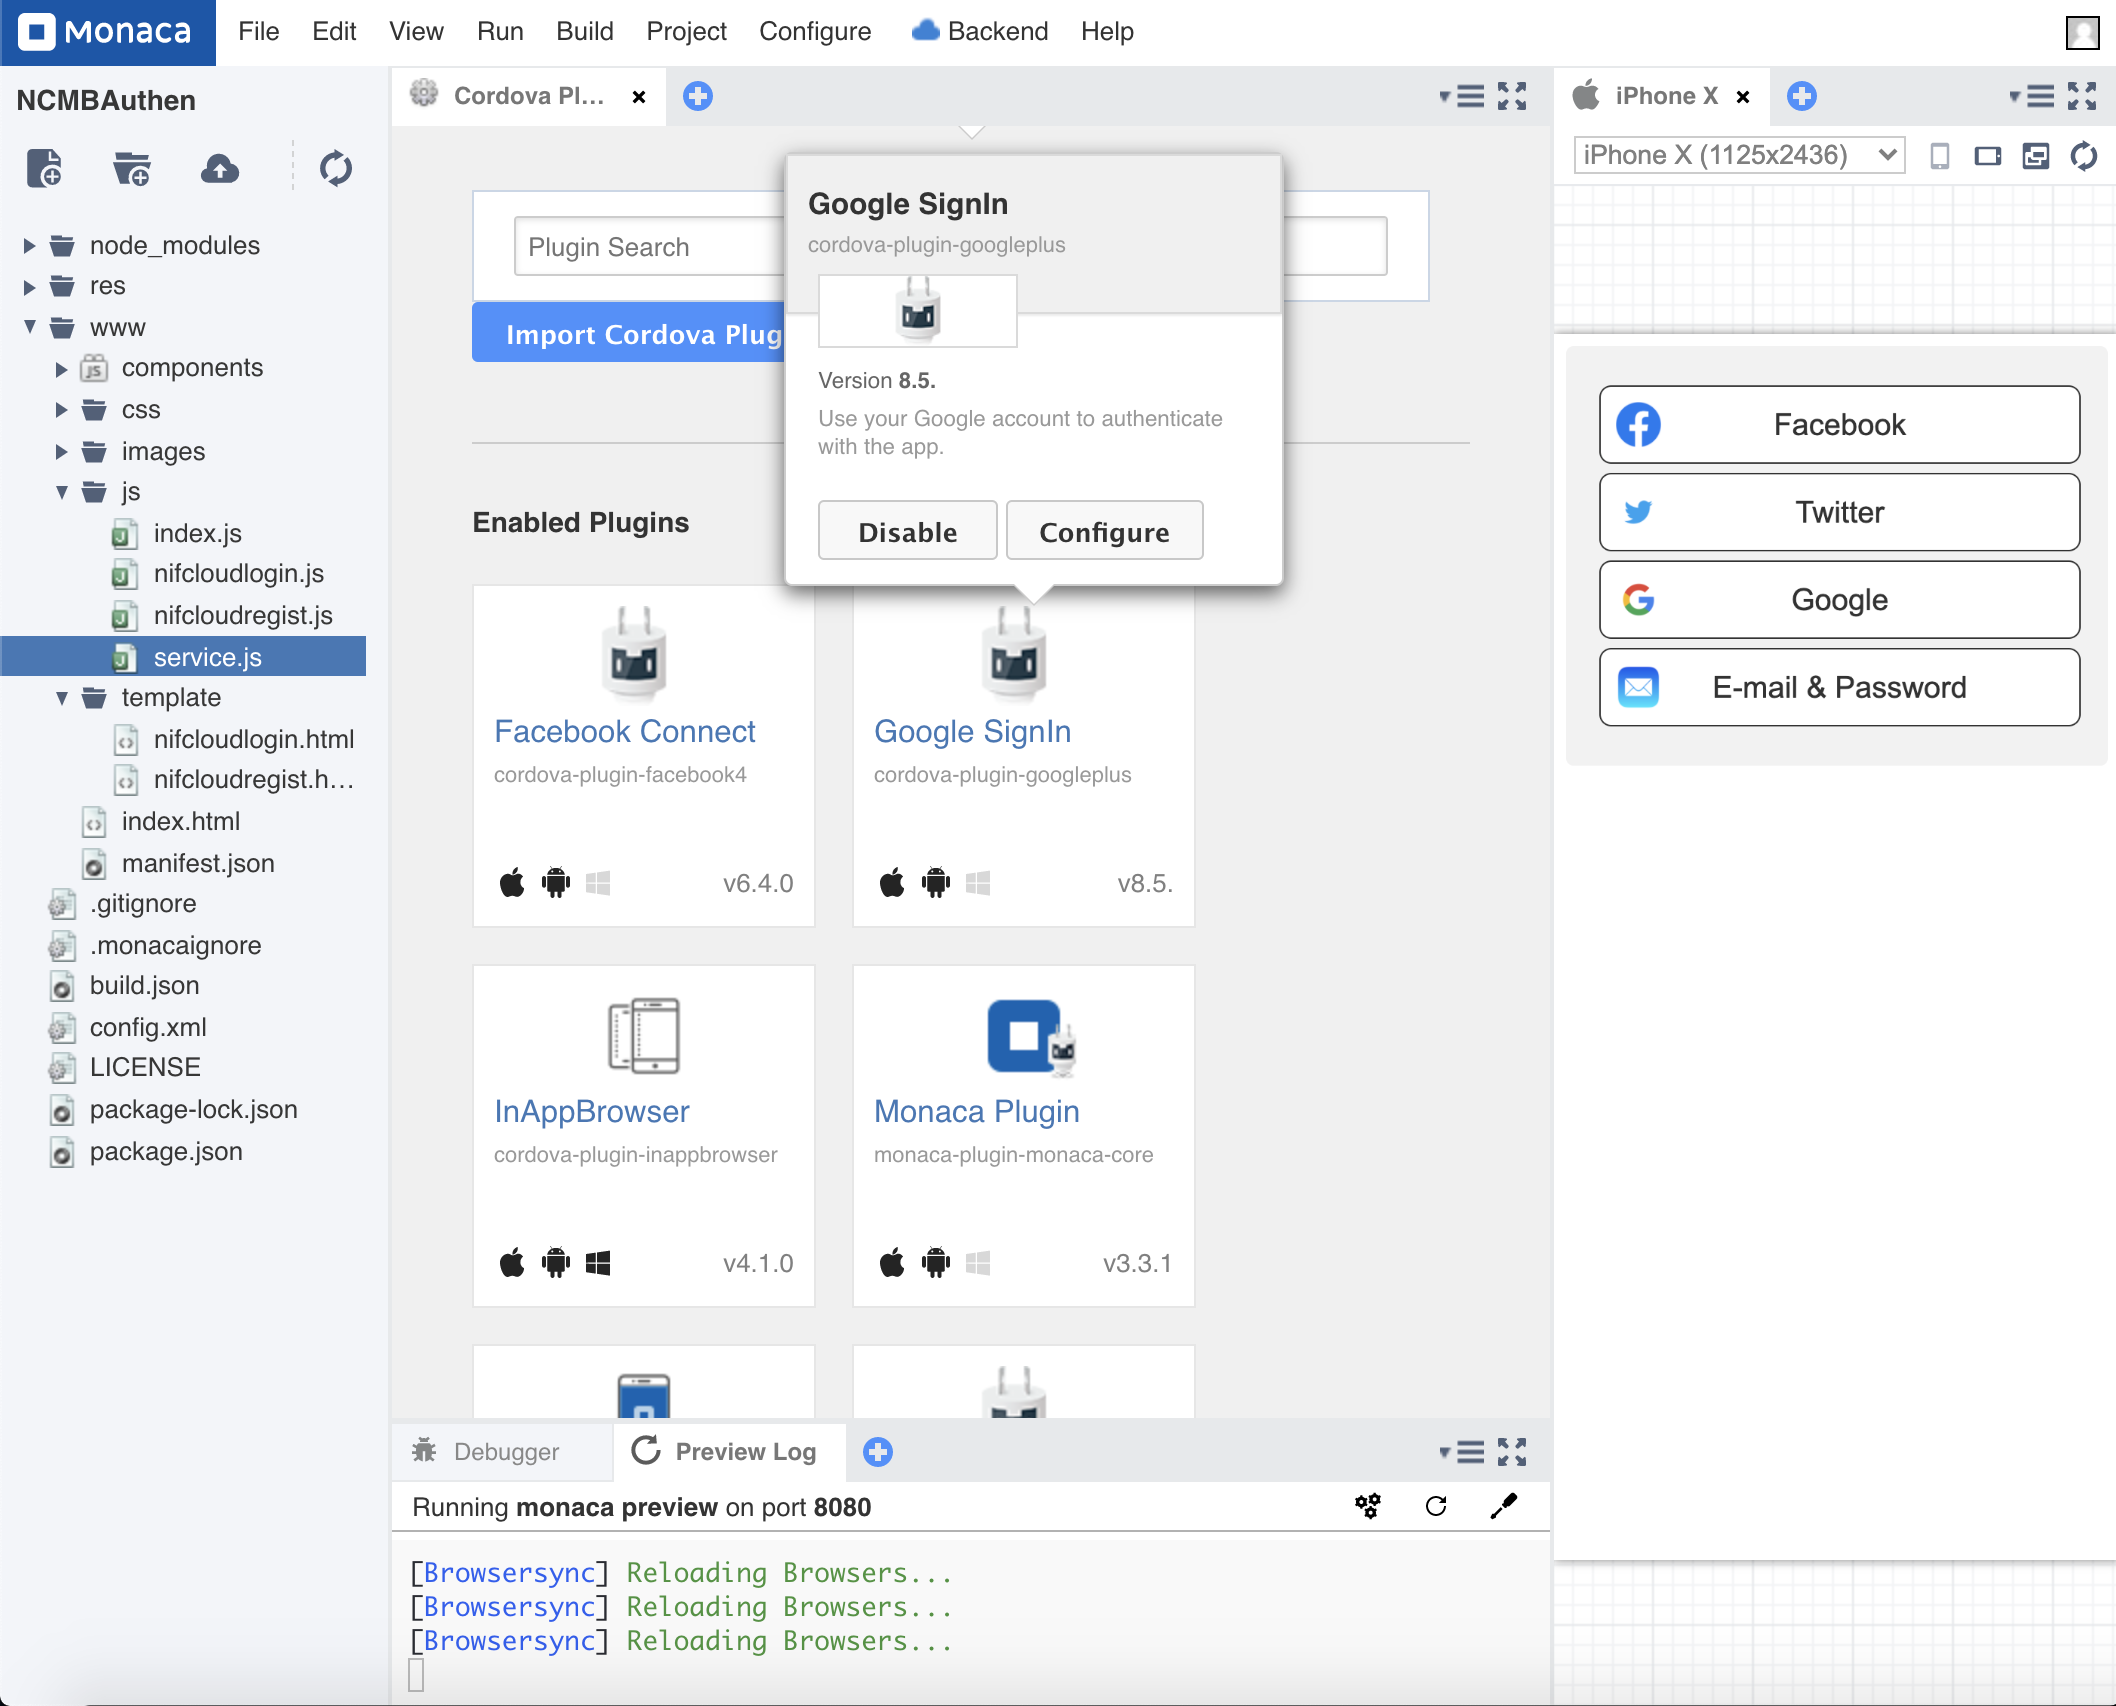 Monaca
File Edit View Run Build Project Configure Backend Help
NCMBAuthen
node_modules
res
www
components
css
images
js
index.js
nifcloudlogin.js
nifcloudregist.js
service.js
template
nifcloudlogin.html
nifcloudregist.h...
index.html
manifest.json
.gitignore
.monacaignore
build.json
config.xml
LICENSE
package-lock.json
package.json
Cordova Pl...
Plugin Search
Import Cordova Plug
Google SignIn
cordova-plugin-googleplus
Version 8.5.
Use your Google account to authenticate
with the app.
Disable Configure
Enabled Plugins
Facebook Connect
cordova-plugin-facebook4
v6.4.0
Google SignIn
cordova-plugin-googleplus
v8.5.
InAppBrowser
cordova-plugin-inappbrowser
v4.1.0
Monaca Plugin
monaca-plugin-monaca-core
v3.3.1
Debugger Preview Log
Running monaca preview on port 8080
[Browsersync] Reloading Browsers...
[Browsersync] Reloading Browsers...
[Browsersync] Reloading Browsers...
iPhone X
iPhone X (1125x2436)
Facebook
Twitter
Google
E-mail & Password